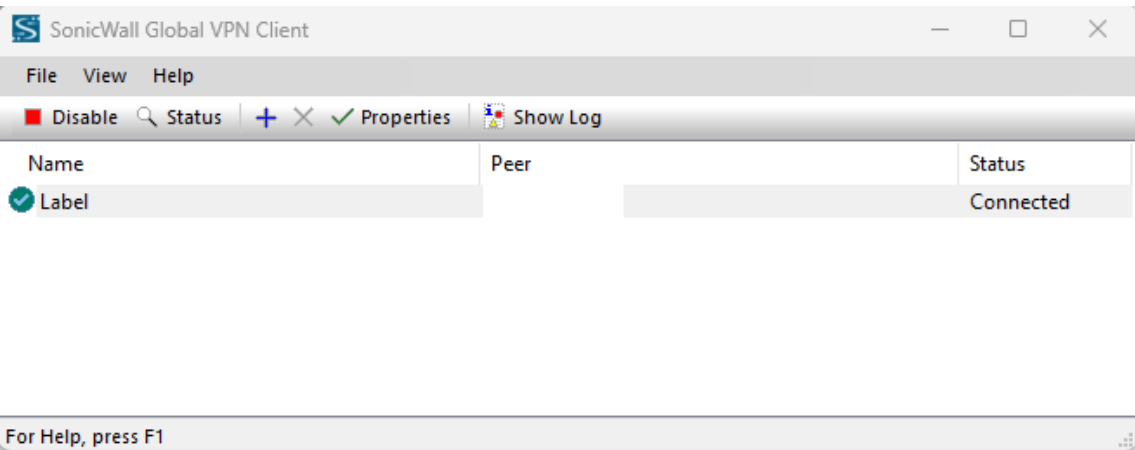 SonicWall Global VPN Client
File View Help
Disable Status Properties Show Log
Name Peer Status
Label Connected
For Help, press F1